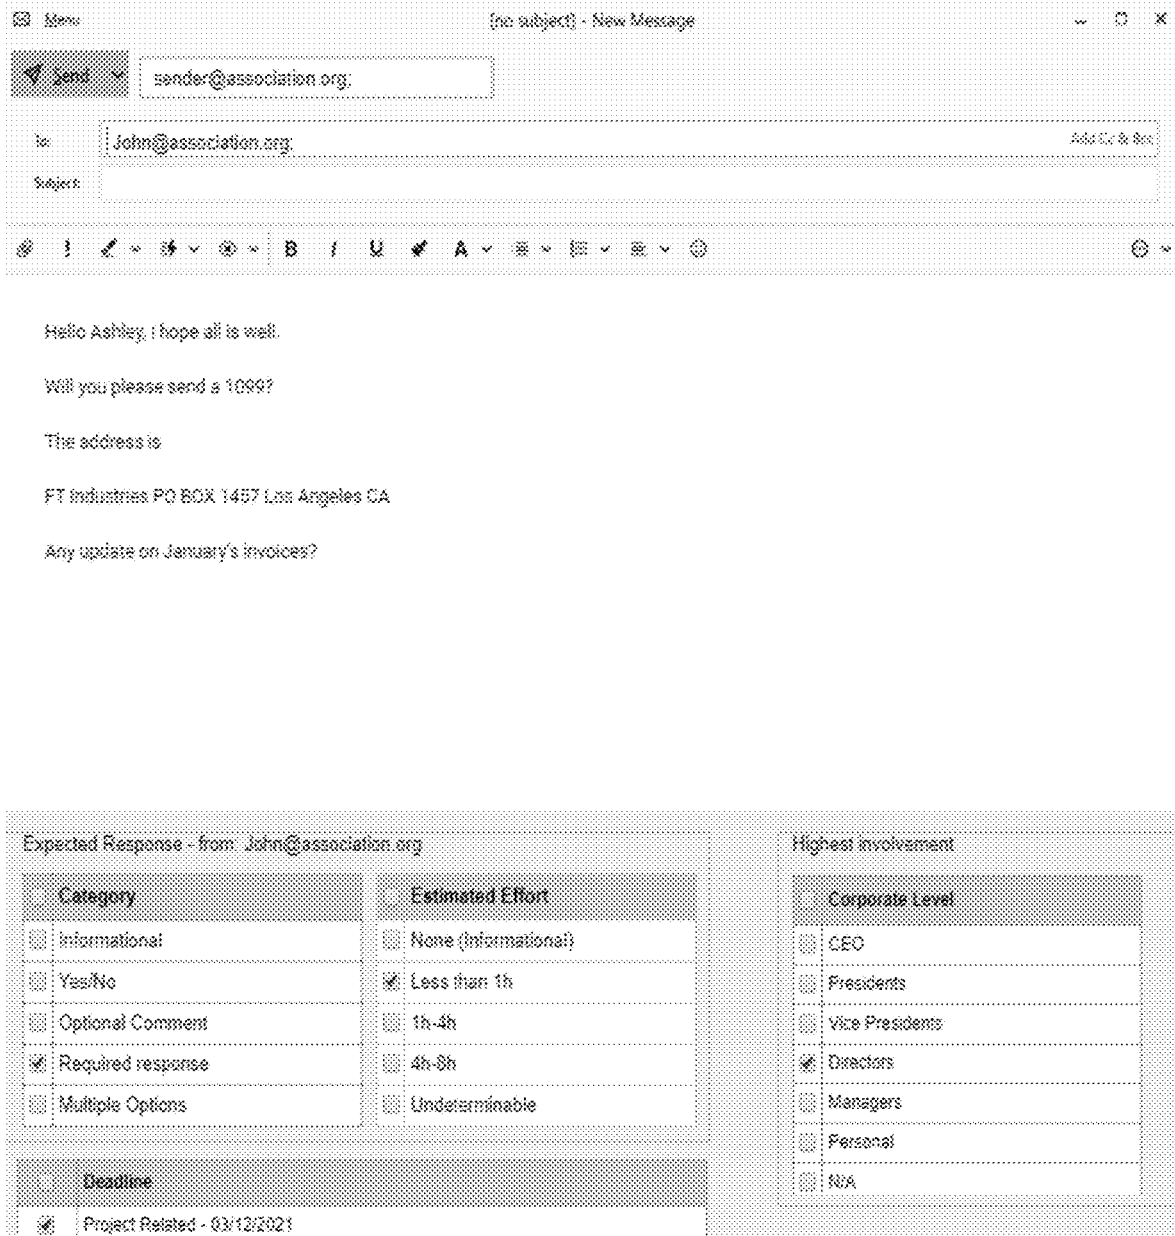 Menu
[no subject] - New Message
Send
sender@association.org;
To:
John@association.org;
Add Cc & Bcc
Subject:
B I U A
Hello Ashley, I hope all is well.
Will you please send a 1099?
The address is
FT Industries PO BOX 1457 Los Angeles CA
Any update on January's invoices?
Expected Response - from: John@association.org
Highest involvement
Category
Estimated Effort
Corporate Level
Informational
None (Informational)
CEO
Yes/No
Less than 1h
Presidents
Optional Comment
1h-4h
Vice Presidents
Required response
4h-8h
Directors
Multiple Options
Undeterminable
Managers
Personal
N/A
Deadline
Project Related - 03/12/2021